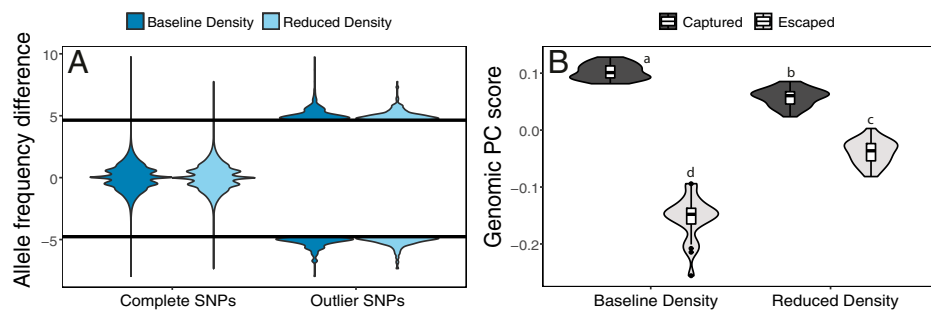 Baseline Density Reduced Density
A
Allele frequency difference
10
5
0
−5
Complete SNPs Outlier SNPs
Captured Escaped
B
Genomic PC score
0.1
0.0
−0.1
−0.2
a
b
c
d
Baseline Density Reduced Density